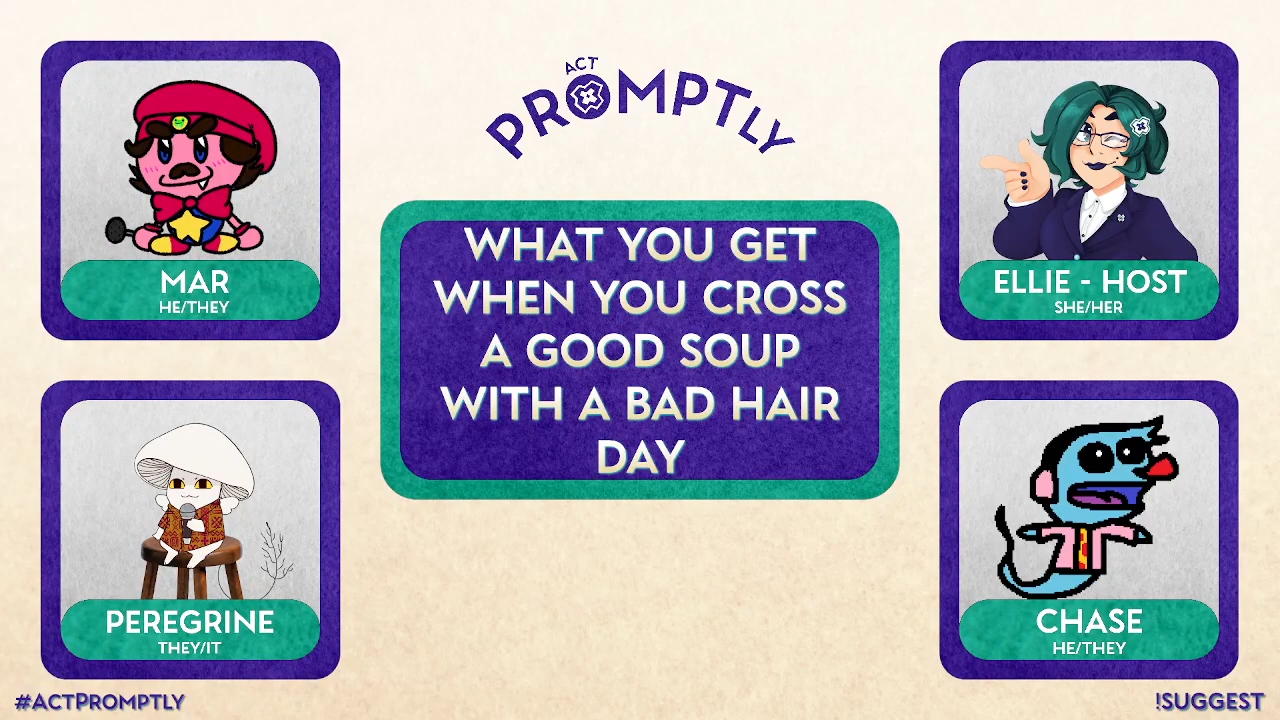 ACT
PROMPTLY
MAR
HE/THEY
ELLIE - HOST
SHE/HER
WHAT YOU GET
WHEN YOU CROSS
A GOOD SOUP
WITH A BAD HAIR
DAY
PEREGRINE
THEY/IT
CHASE
HE/THEY
#ACTPROMPTLY
!SUGGEST